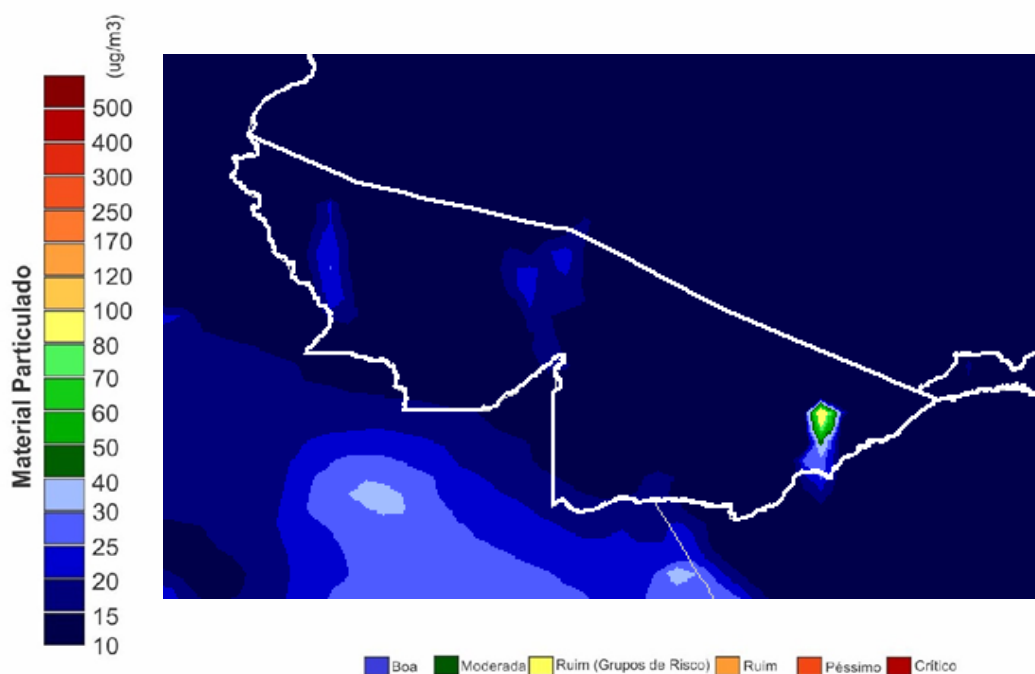 (ug/m3)
Material Particulado
500
400
300
250
170
120
100
80
70
60
50
40
30
25
20
15
10
Boa
Moderada
Ruim (Grupos de Risco)
Ruim
Péssimo
Crítico